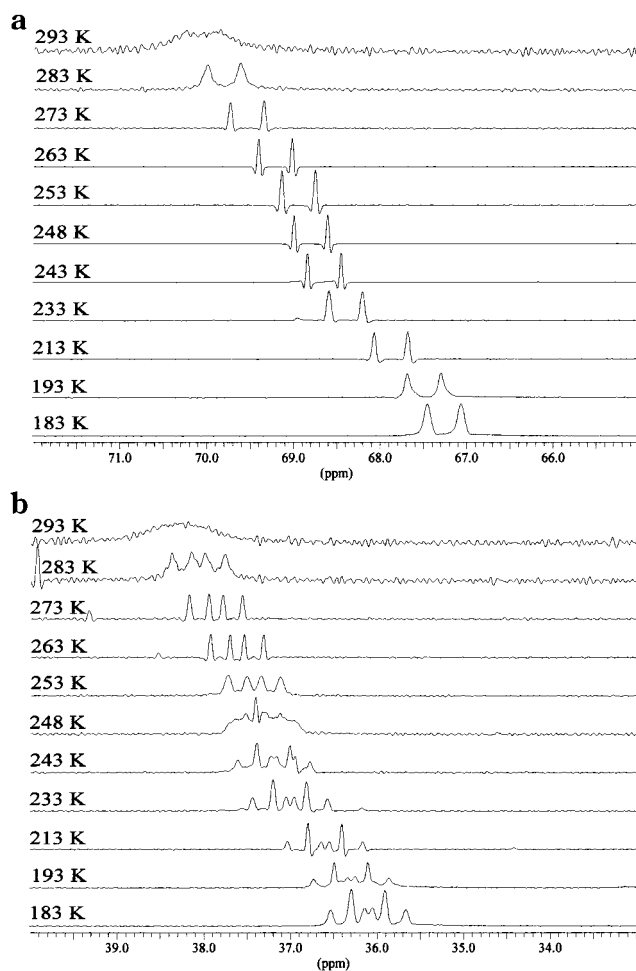 a
293 K
283 K
273 K
263 K
253 K
248 K
243 K
233 K
213 K
193 K
183 K
71.0 70.0 69.0 68.0 67.0 66.0
(ppm)
b
293 K
283 K
273 K
263 K
253 K
248 K
243 K
233 K
213 K
193 K
183 K
39.0 38.0 37.0 36.0 35.0 34.0
(ppm)